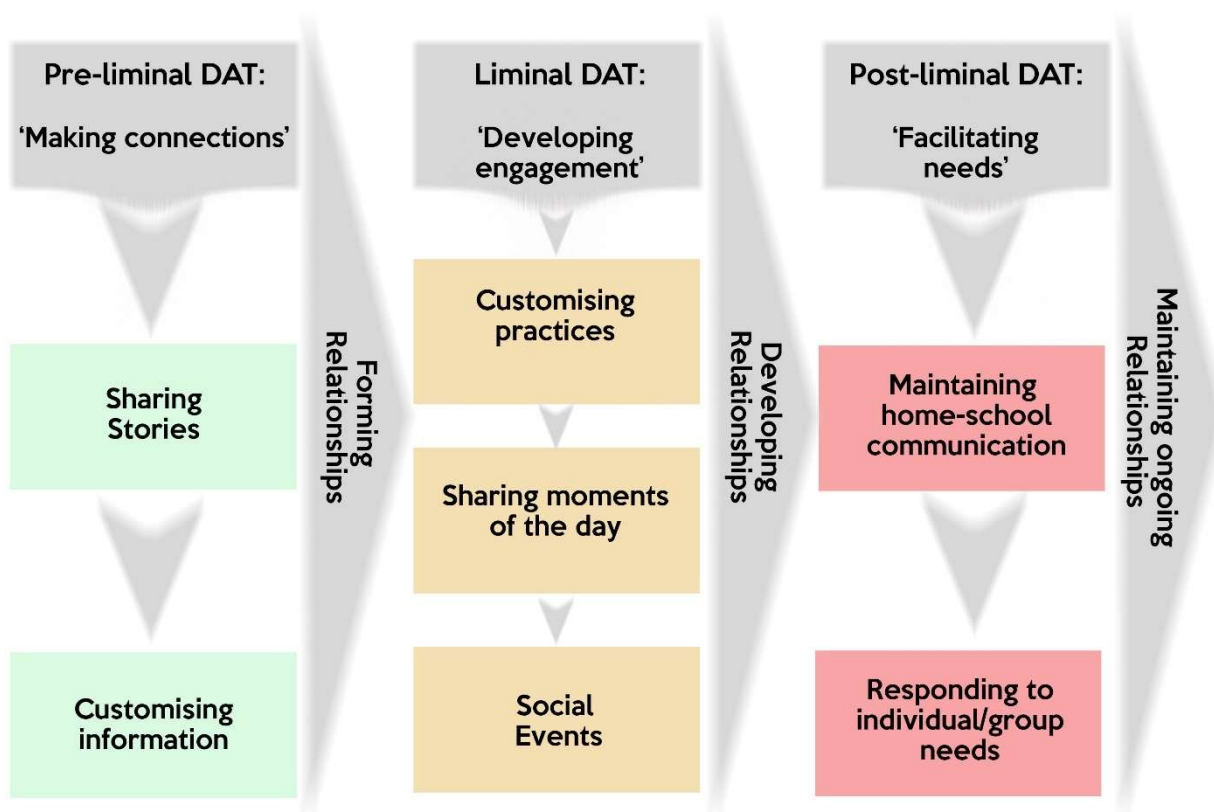 Pre-liminal DAT:
‘Making connections’
Sharing
Stories
Customising
information
Forming
Relationships
Liminal DAT:
‘Developing
engagement’
Customising
practices
Sharing moments
of the day
Social
Events
Developing
Relationships
Post-liminal DAT:
‘Facilitating
needs’
Maintaining
home-school
communication
Responding to
individual/group
needs
Maintaining ongoing
Relationships